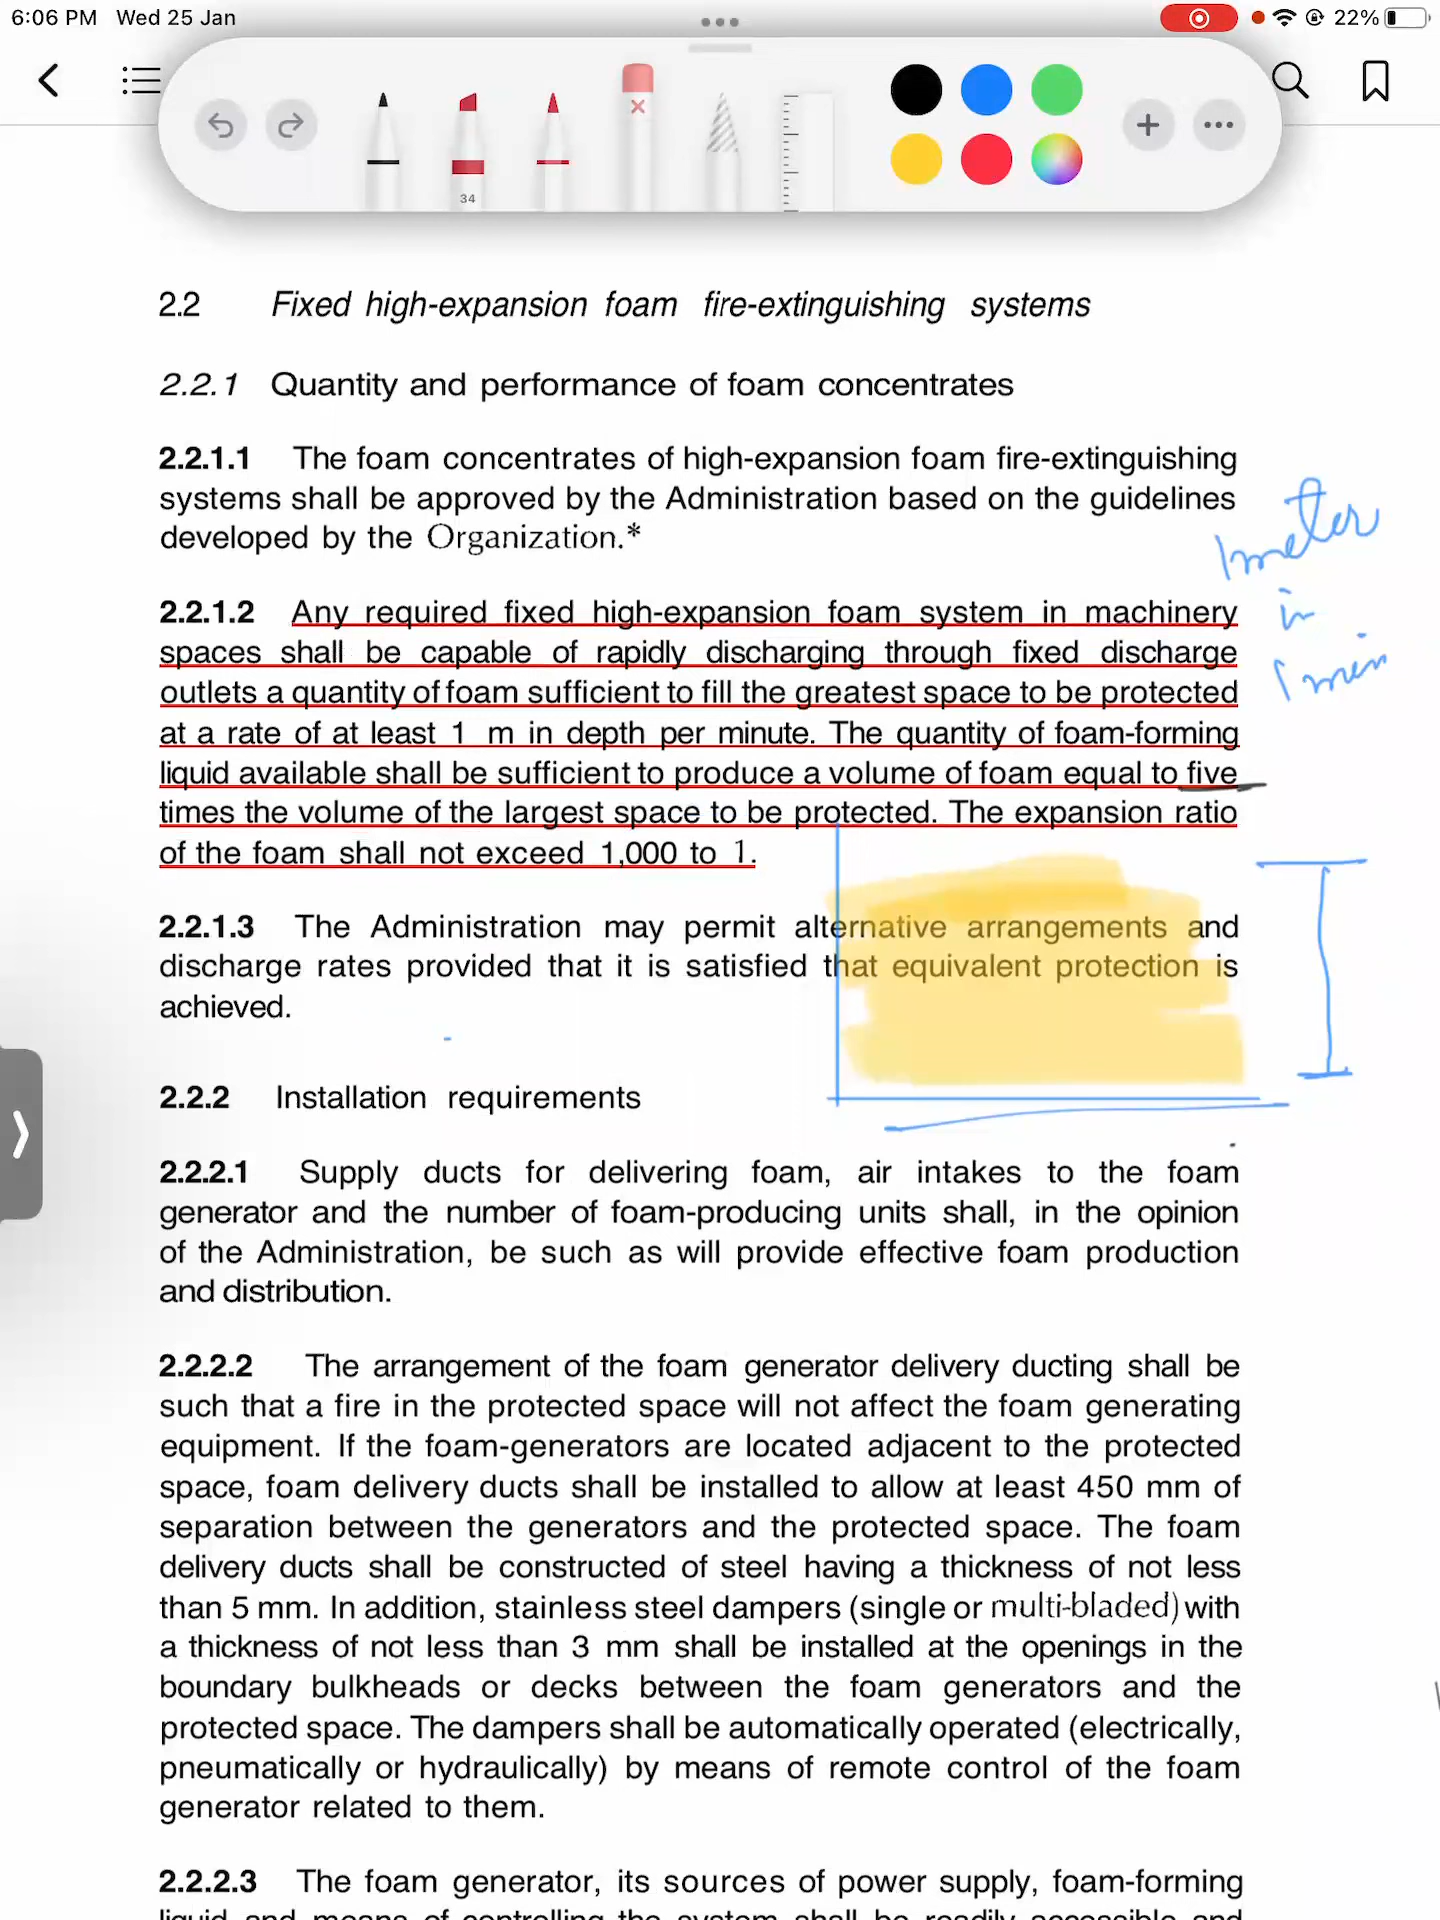 6:06 PM Wed 25 Jan
22%
34
2.2 Fixed high-expansion foam fire-extinguishing systems
2.2.1 Quantity and performance of foam concentrates
2.2.1.1 The foam concentrates of high-expansion foam fire-extinguishing
systems shall be approved by the Administration based on the guidelines
developed by the Organization.*
1 meter
in
1 min
2.2.1.2 Any required fixed high-expansion foam system in machinery
spaces shall be capable of rapidly discharging through fixed discharge
outlets a quantity of foam sufficient to fill the greatest space to be protected
at a rate of at least 1 m in depth per minute. The quantity of foam-forming
liquid available shall be sufficient to produce a volume of foam equal to five
times the volume of the largest space to be protected. The expansion ratio
of the foam shall not exceed 1,000 to 1.
2.2.1.3 The Administration may permit alternative arrangements and
discharge rates provided that it is satisfied that equivalent protection is
achieved.
2.2.2 Installation requirements
2.2.2.1 Supply ducts for delivering foam, air intakes to the foam
generator and the number of foam-producing units shall, in the opinion
of the Administration, be such as will provide effective foam production
and distribution.
2.2.2.2 The arrangement of the foam generator delivery ducting shall be
such that a fire in the protected space will not affect the foam generating
equipment. If the foam-generators are located adjacent to the protected
space, foam delivery ducts shall be installed to allow at least 450 mm of
separation between the generators and the protected space. The foam
delivery ducts shall be constructed of steel having a thickness of not less
than 5 mm. In addition, stainless steel dampers (single or multi-bladed) with
a thickness of not less than 3 mm shall be installed at the openings in the
boundary bulkheads or decks between the foam generators and the
protected space. The dampers shall be automatically operated (electrically,
pneumatically or hydraulically) by means of remote control of the foam
generator related to them.
2.2.2.3 The foam generator, its sources of power supply, foam-forming
liquid and means of controlling the system shall be readily accessible and